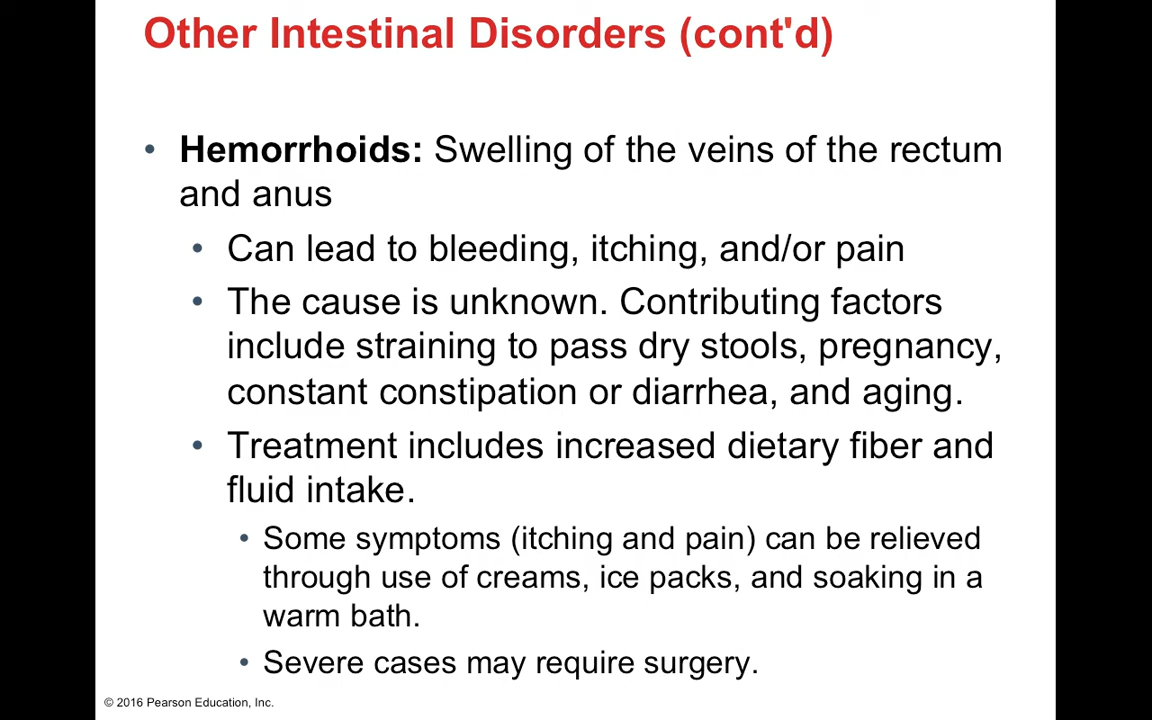 Other Intestinal Disorders (cont'd)
• Hemorrhoids: Swelling of the veins of the rectum
and anus
• Can lead to bleeding, itching, and/or pain
• The cause is unknown. Contributing factors
include straining to pass dry stools, pregnancy,
constant constipation or diarrhea, and aging.
• Treatment includes increased dietary fiber and
fluid intake.
• Some symptoms (itching and pain) can be relieved
through use of creams, ice packs, and soaking in a
warm bath.
• Severe cases may require surgery.
© 2016 Pearson Education, Inc.